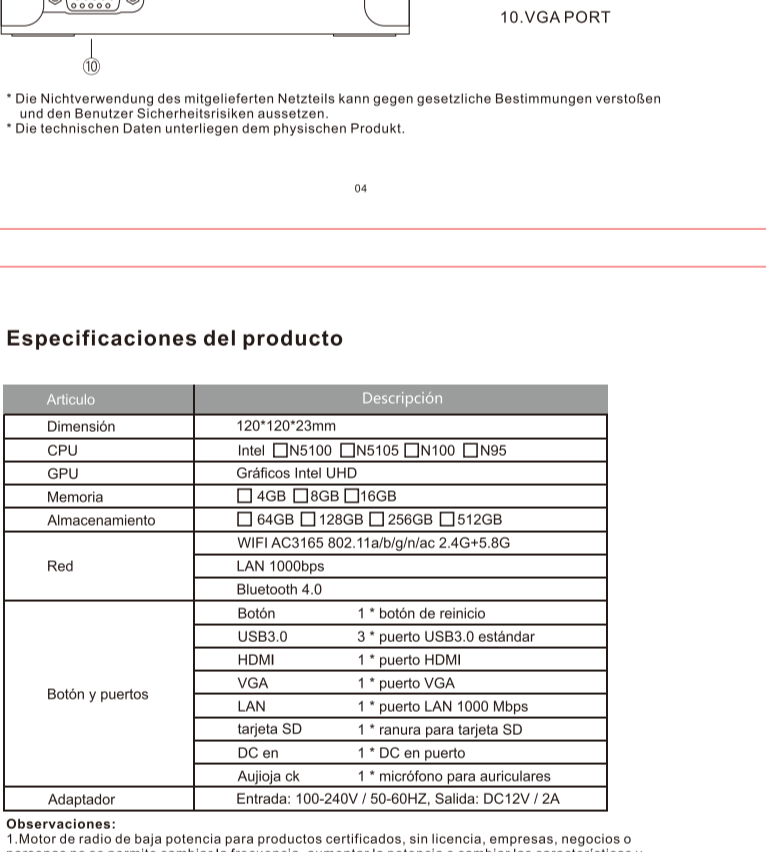 10.VGA PORT
⑩
* Die Nichtverwendung des mitgelieferten Netzteils kann gegen gesetzliche Bestimmungen verstoßen
und den Benutzer Sicherheitsrisiken aussetzen.
* Die technischen Daten unterliegen dem physischen Produkt.
04
Especificaciones del producto
Articulo Descripción
Dimensión 120*120*23mm
CPU Intel ☐N5100 ☐N5105 ☐N100 ☐N95
GPU Gráficos Intel UHD
Memoria ☐ 4GB ☐8GB ☐16GB
Almacenamiento ☐ 64GB ☐128GB ☐256GB ☐512GB
Red
WIFI AC3165 802.11a/b/g/n/ac 2.4G+5.8G
LAN 1000bps
Bluetooth 4.0
Botón y puertos
Botón 1 * botón de reinicio
USB3.0 3 * puerto USB3.0 estándar
HDMI 1 * puerto HDMI
VGA 1 * puerto VGA
LAN 1 * puerto LAN 1000 Mbps
tarjeta SD 1 * ranura para tarjeta SD
DC en 1 * DC en puerto
Aujioja ck 1 * micrófono para auriculares
Adaptador Entrada: 100-240V / 50-60HZ, Salida: DC12V / 2A
Observaciones:
1.Motor de radio de baja potencia para productos certificados, sin licencia, empresas, negocios o